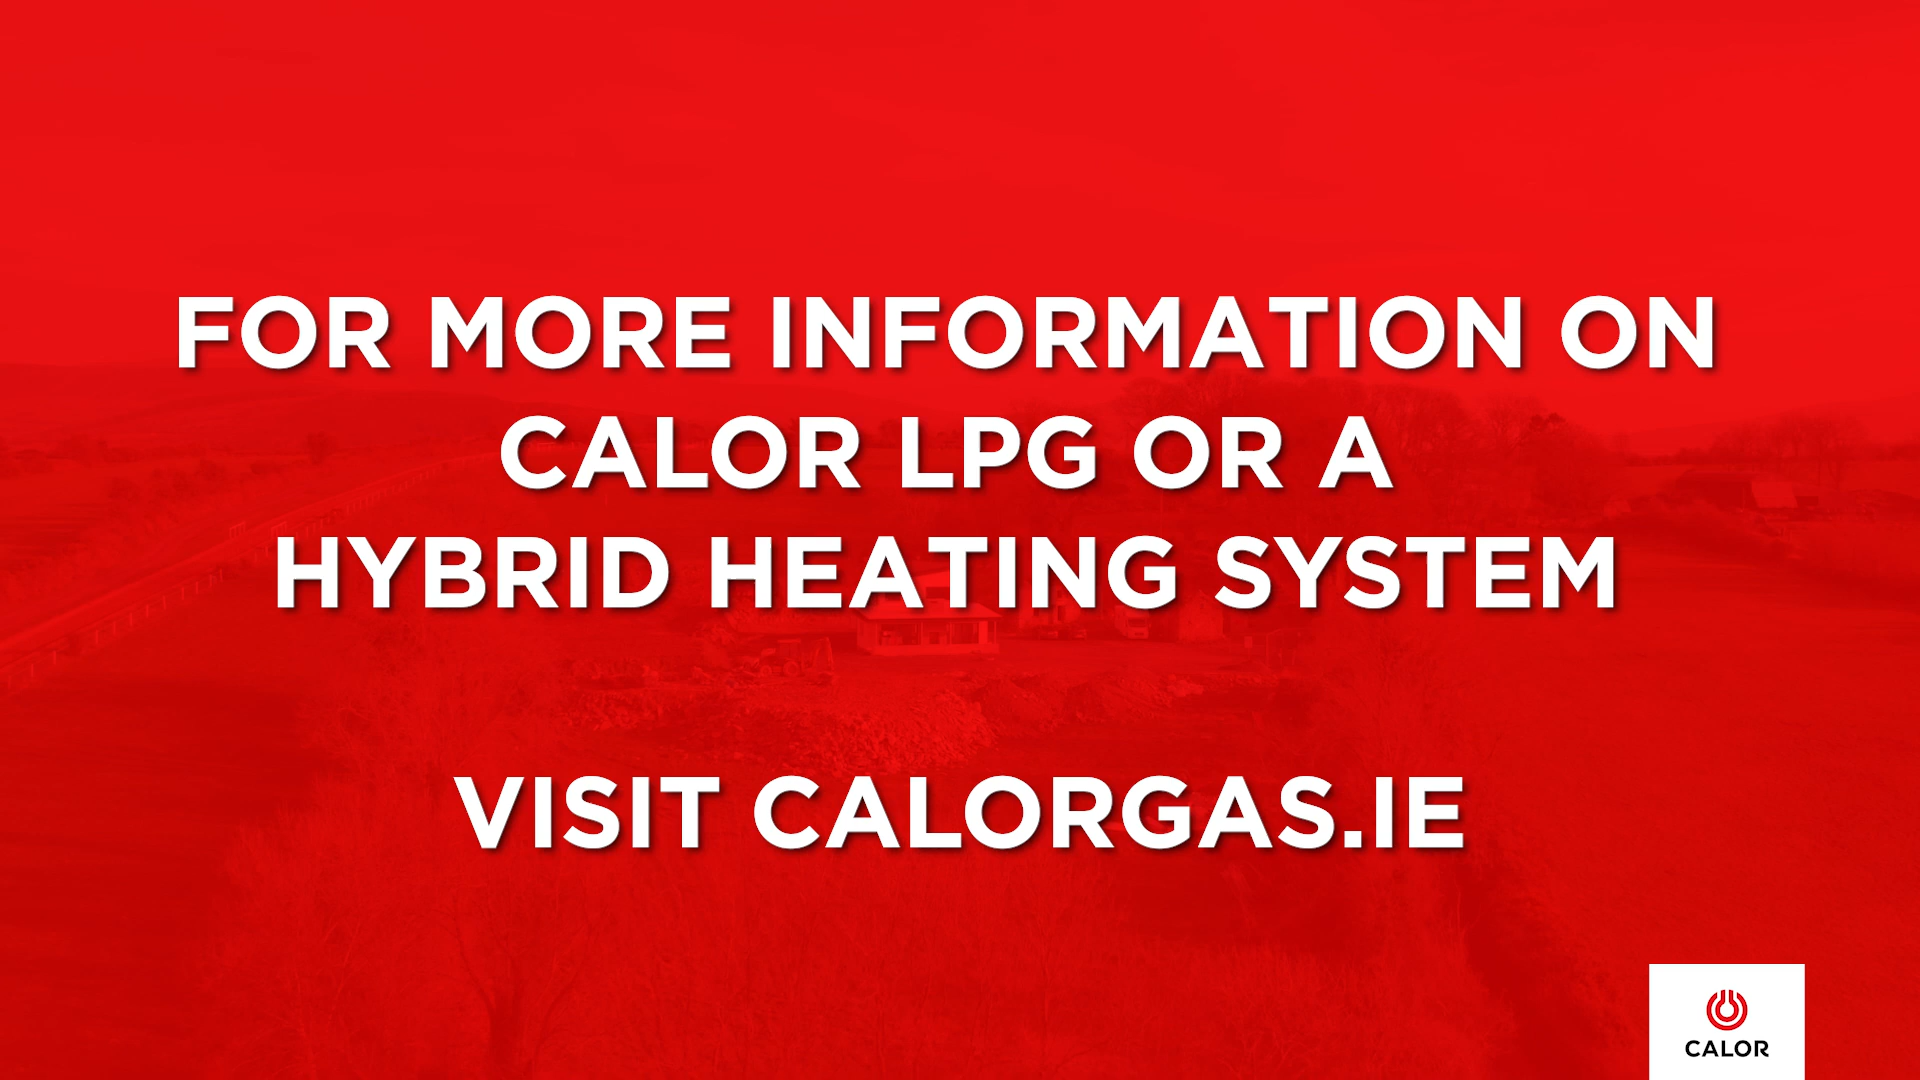 FOR MORE INFORMATION ON
CALOR LPG OR A
HYBRID HEATING SYSTEM
VISIT CALORGAS.IE
CALOR